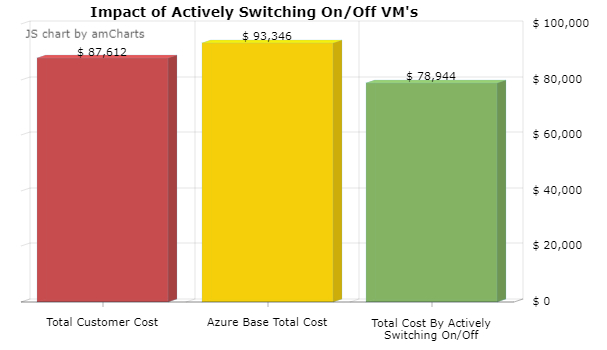 Impact of Actively Switching On/Off VM's
JS chart by amCharts
$ 87,612
$ 93,346
$ 78,944
$ 100,000
$ 80,000
$ 60,000
$ 40,000
$ 20,000
$ 0
Total Customer Cost
Azure Base Total Cost
Total Cost By Actively
Switching On/Off